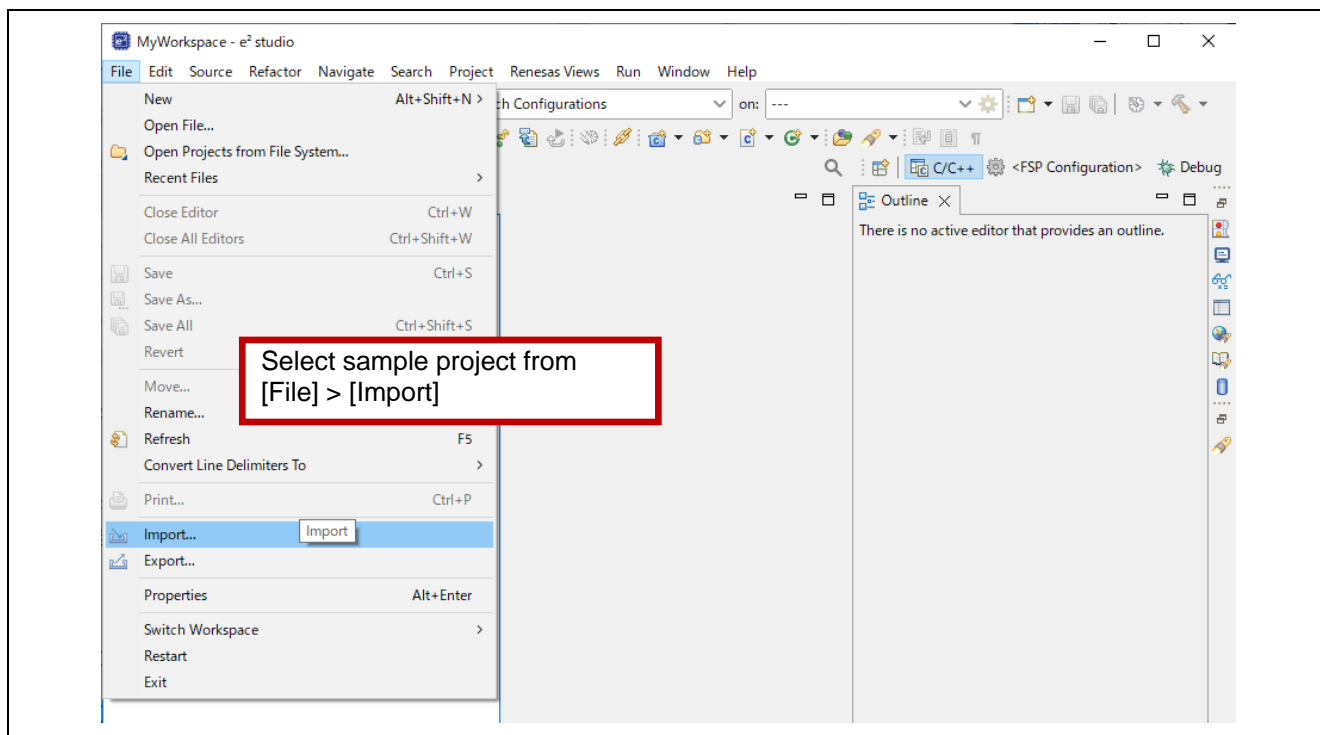 MyWorkspace - e² studio
File Edit Source Refactor Navigate Search Project Renesas Views Run Window Help
New Alt+Shift+N >
h Configurations on: ---
Open File...
Open Projects from File System...
Recent Files >
C/C++ <FSP Configuration> Debug
Close Editor Ctrl+W
Close All Editors Ctrl+Shift+W
Outline
There is no active editor that provides an outline.
Save Ctrl+S
Save As...
Save All Ctrl+Shift+S
Revert
Select sample project from
[File] > [Import]
Move...
Rename...
Refresh F5
Convert Line Delimiters To >
Print... Ctrl+P
Import... Import
Export...
Properties Alt+Enter
Switch Workspace >
Restart
Exit